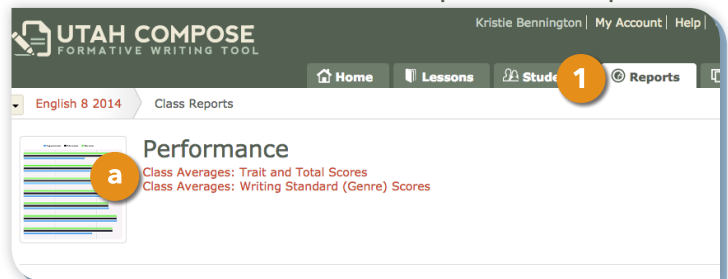 UTAH COMPOSE
FORMATIVE WRITING TOOL
Kristie Bennington | My Account | Help |
Home Lessons 1 Reports
English 8 2014 Class Reports
Performance
a Class Averages: Trait and Total Scores
Class Averages: Writing Standard (Genre) Scores